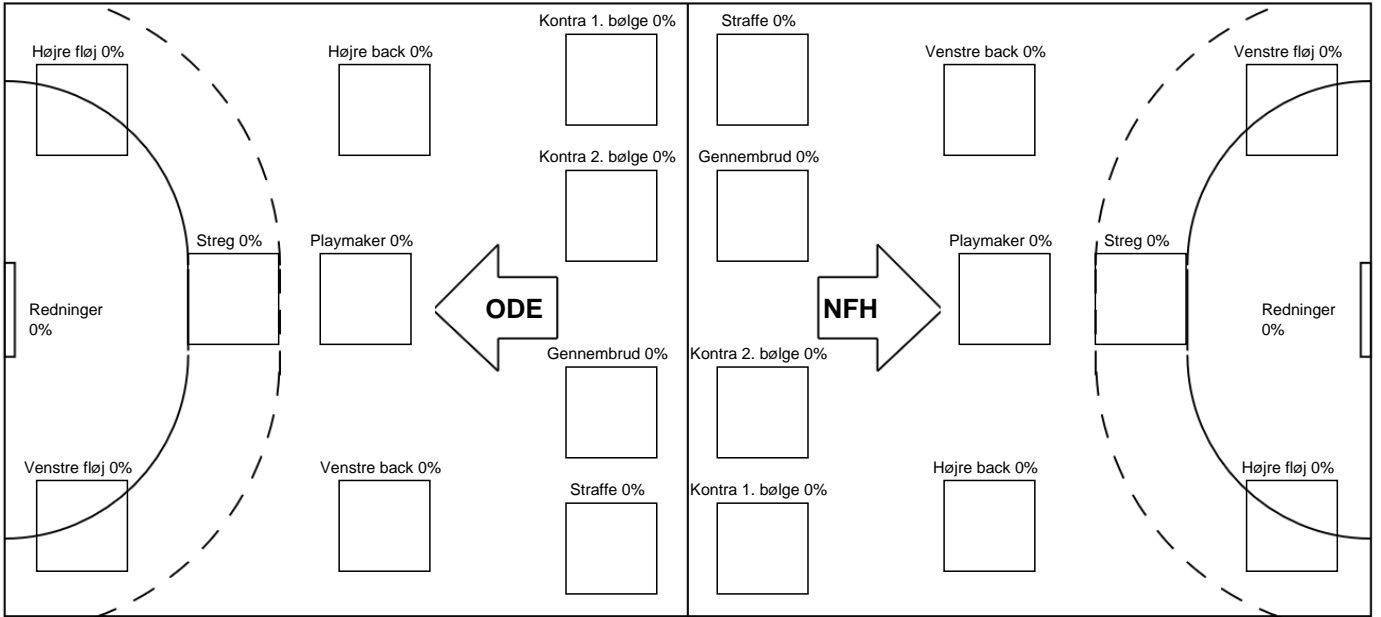 Kontra 1. bølge 0%
Straffe 0%
Højre fløj 0%
Højre back 0%
Venstre back 0%
Venstre fløj 0%
Kontra 2. bølge 0%
Gennembrud 0%
Streg 0%
Playmaker 0%
Playmaker 0%
Streg 0%
Redninger
0%
ODE
NFH
Redninger
0%
Gennembrud 0%
Kontra 2. bølge 0%
Venstre fløj 0%
Venstre back 0%
Straffe 0%
Kontra 1. bølge 0%
Højre back 0%
Højre fløj 0%